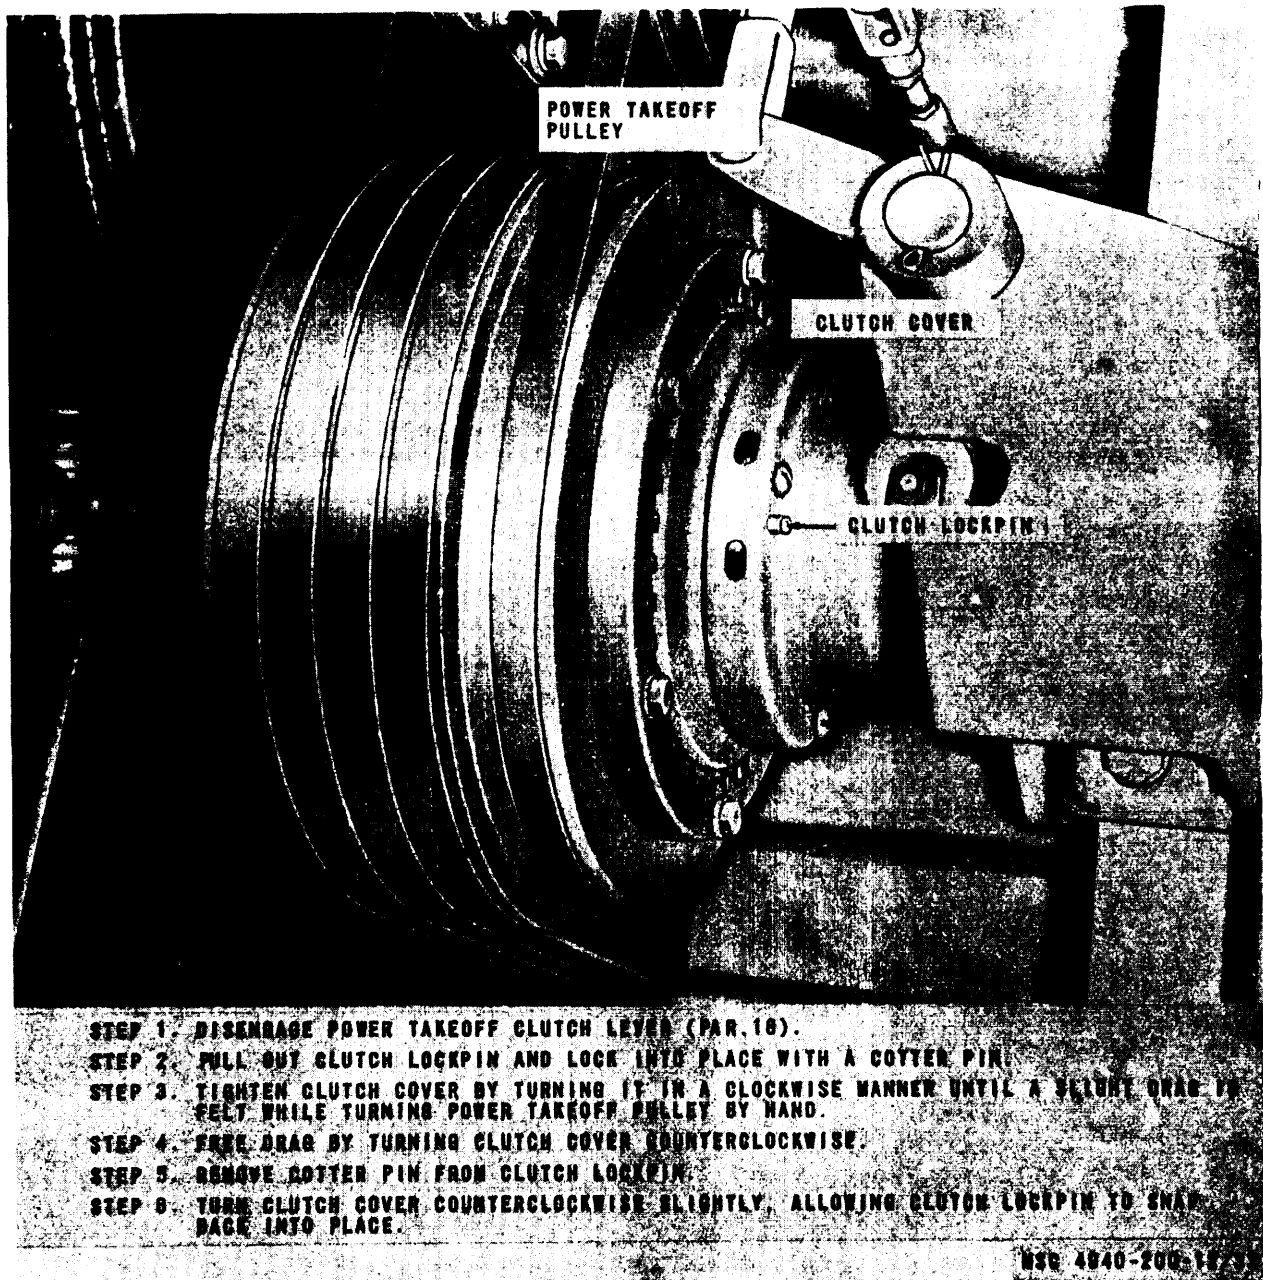 POWER TAKEOFF
PULLEY
CLUTCH COVER
CLUTCH LOCKPIN
STEP 1. DISENGAGE POWER TAKEOFF CLUTCH LEVER (PAR. 16).
STEP 2. PULL OUT CLUTCH LOCKPIN AND LOCK INTO PLACE WITH A COTTER PIN.
STEP 3. TIGHTEN CLUTCH COVER BY TURNING IT IN A CLOCKWISE MANNER UNTIL A SLIGHT DRAG IS
FELT WHILE TURNING POWER TAKEOFF PULLEY BY HAND.
STEP 4. FREE DRAG BY TURNING CLUTCH COVER COUNTERCLOCKWISE.
STEP 5. REMOVE COTTER PIN FROM CLUTCH LOCKPIN.
STEP 6. TURN CLUTCH COVER COUNTERCLOCKWISE SLIGHTLY, ALLOWING CLUTCH LOCKPIN TO SNAP
BACK INTO PLACE.
MSC